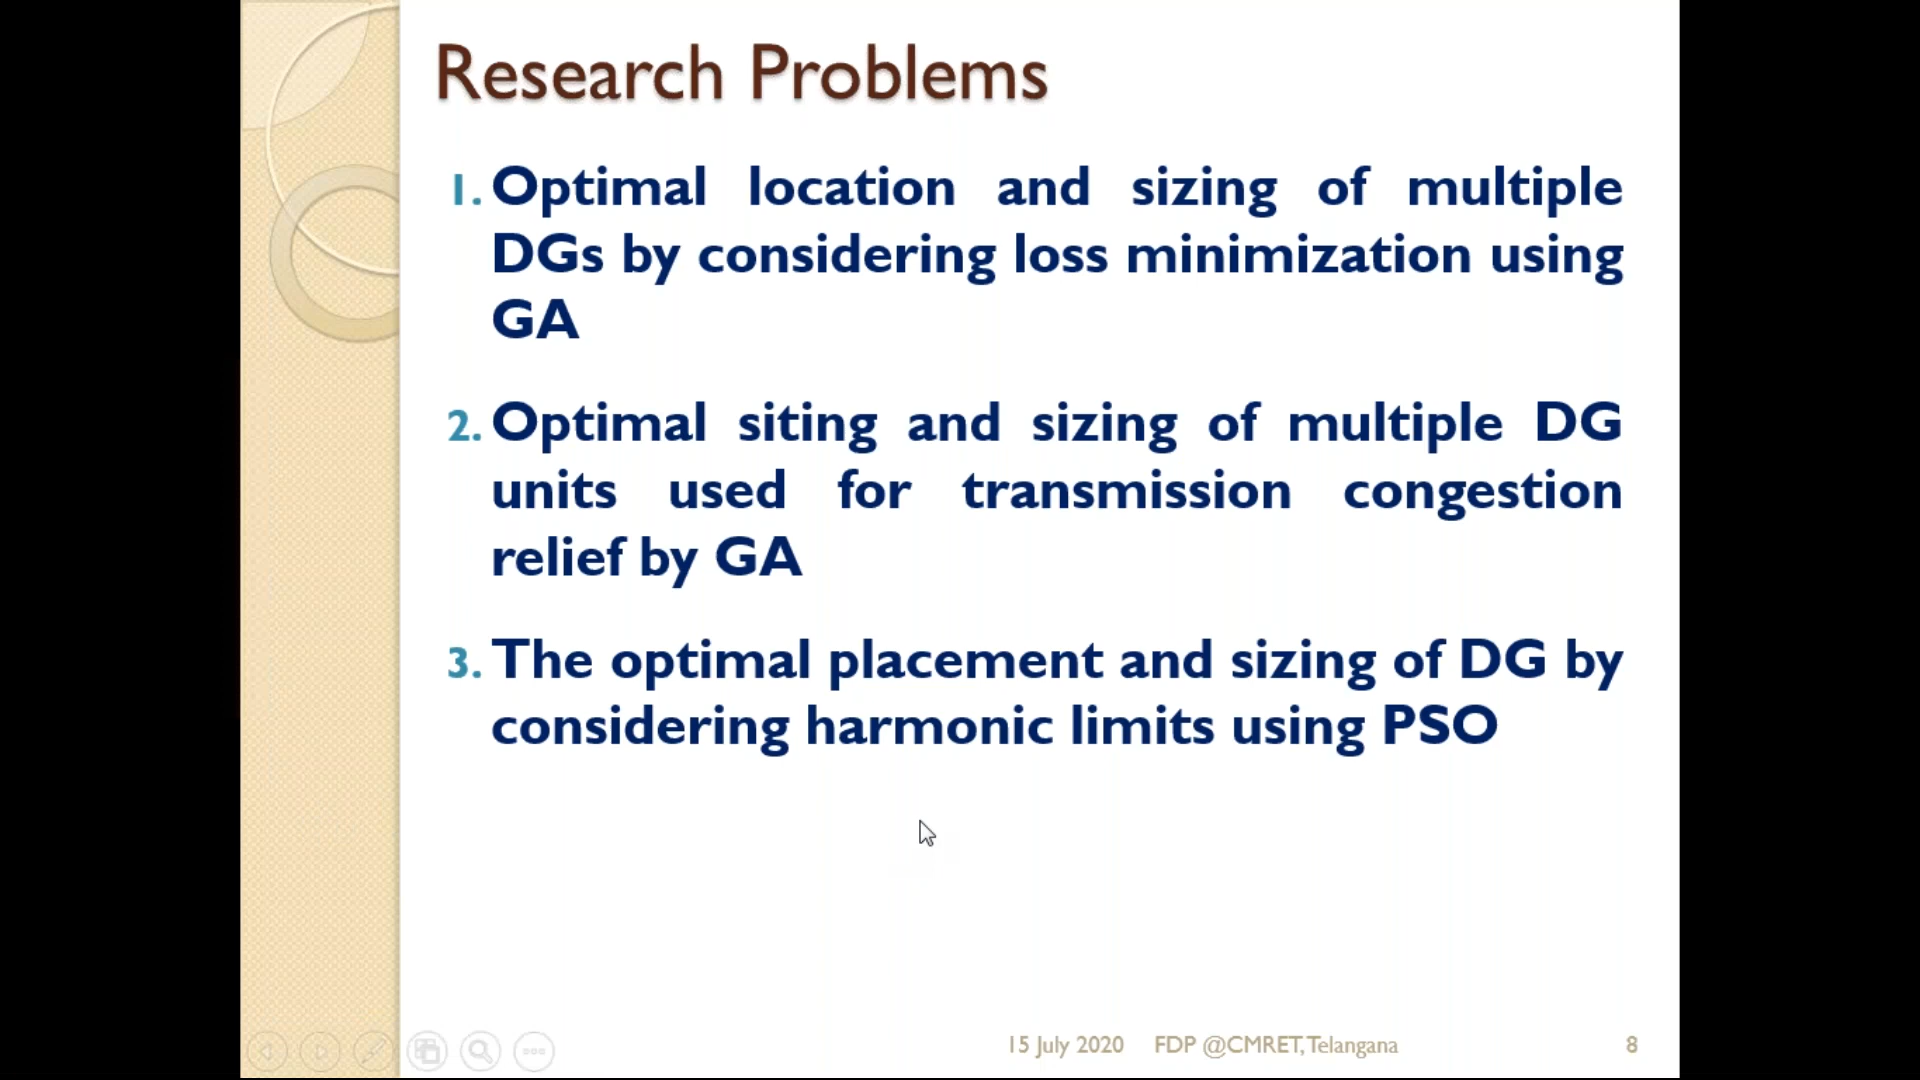 Research Problems
1. Optimal location and sizing of multiple
DGs by considering loss minimization using
GA
2. Optimal siting and sizing of multiple DG
units used for transmission congestion
relief by GA
3. The optimal placement and sizing of DG by
considering harmonic limits using PSO
15 July 2020 FDP @CMRET, Telangana 8